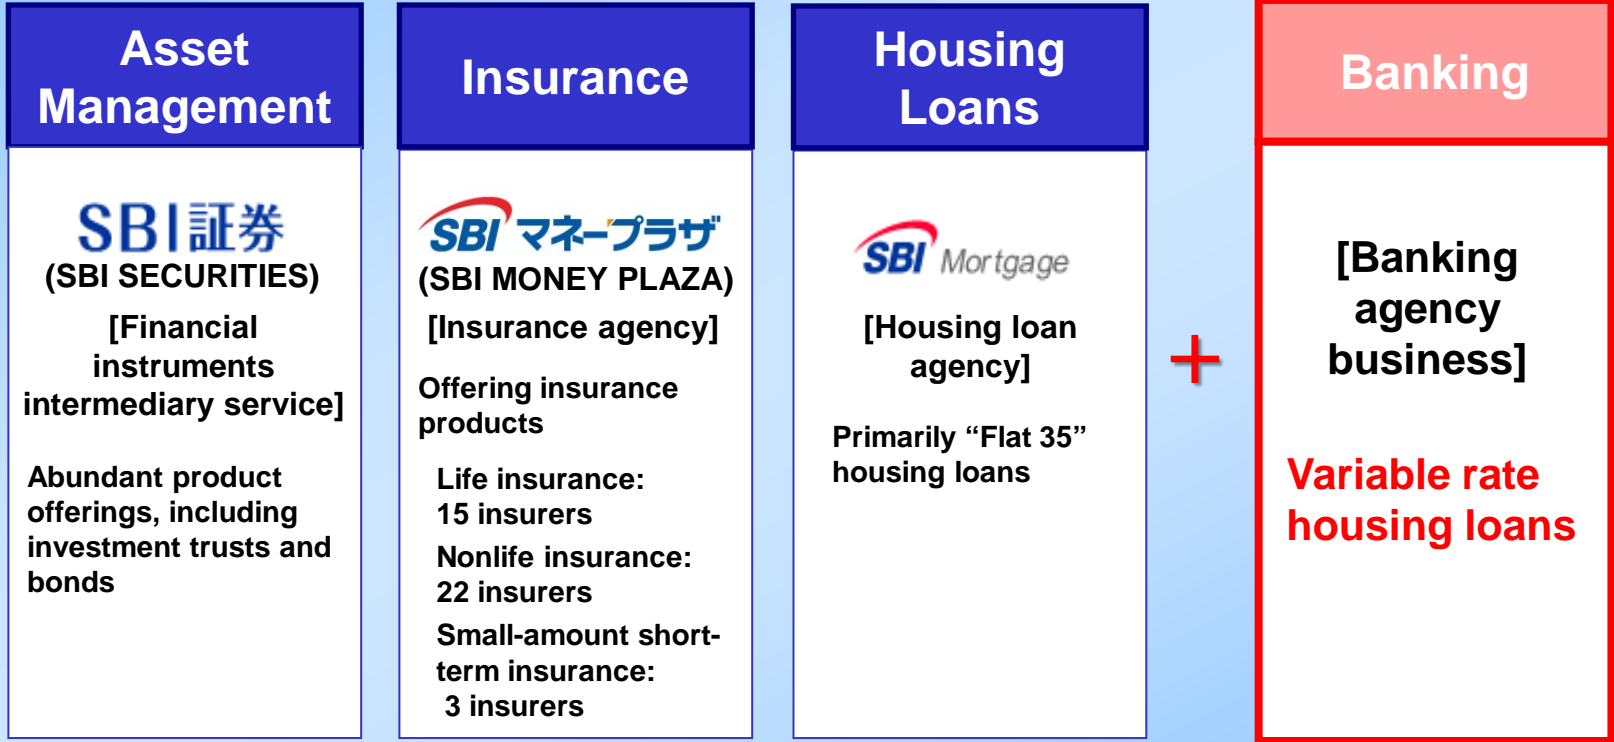 Asset
Management
SBI証券
(SBI SECURITIES)
[Financial
instruments
intermediary service]
Abundant product
offerings, including
investment trusts and
bonds
Insurance
SBI マネープラザ
(SBI MONEY PLAZA)
[Insurance agency]
Offering insurance
products
Life insurance:
15 insurers
Nonlife insurance:
22 insurers
Small-amount short-
term insurance:
3 insurers
Housing
Loans
SBI Mortgage
[Housing loan
agency]
Primarily “Flat 35”
housing loans
+
Banking
[Banking
agency
business]
Variable rate
housing loans